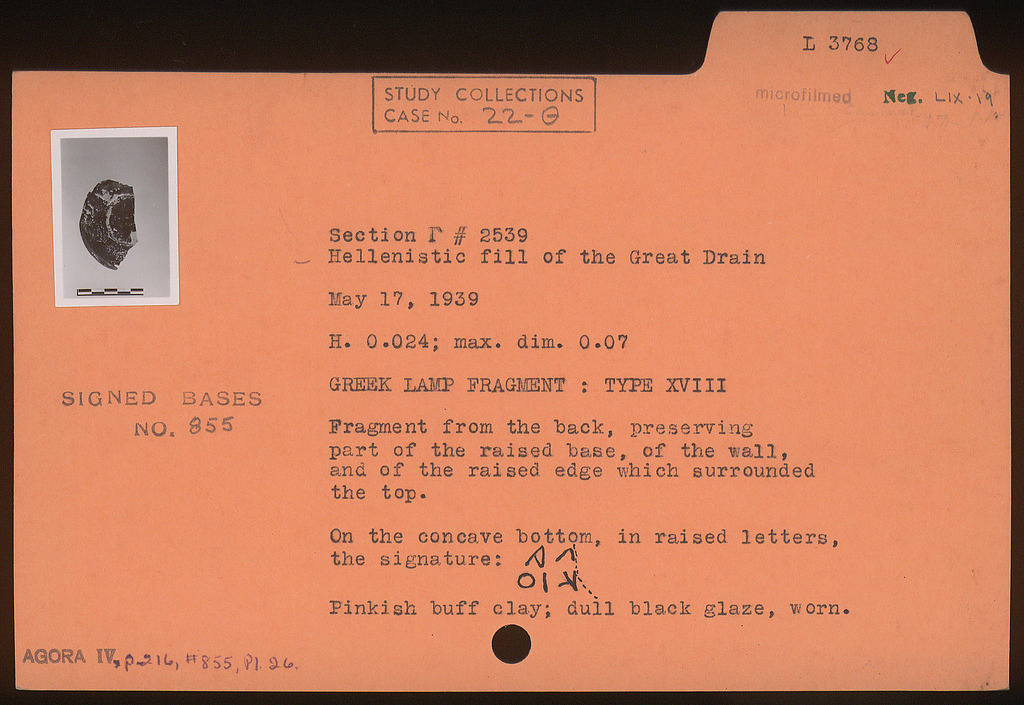 L 3768
microfilmed Neg. LIX-19
STUDY COLLECTIONS
CASE No. 22-Θ
Section Γ # 2539
Hellenistic fill of the Great Drain
May 17, 1939
H. 0.024; max. dim. 0.07
GREEK LAMP FRAGMENT : TYPE XVIII
SIGNED BASES
NO. 855
Fragment from the back, preserving
part of the raised base, of the wall,
and of the raised edge which surrounded
the top.
On the concave bottom, in raised letters,
the signature:
Pinkish buff clay; dull black glaze, worn.
AGORA IV, p. 216, #855, Pl. 26.